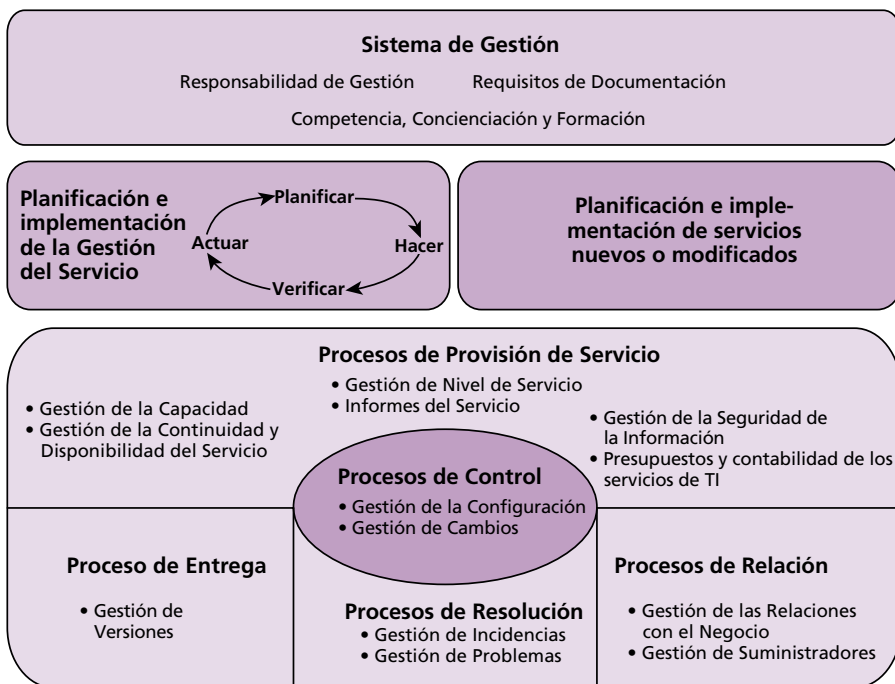 Sistema de Gestión
Responsabilidad de Gestión Requisitos de Documentación
Competencia, Concienciación y Formación
Planificación e
implementación
de la Gestión
del Servicio
Planificar
Actuar
Hacer
Verificar
Planificación e imple-
mentación de servicios
nuevos o modificados
Procesos de Provisión de Servicio
• Gestión de la Capacidad
• Gestión de la Continuidad y
Disponibilidad del Servicio
• Gestión de Nivel de Servicio
• Informes del Servicio
• Gestión de la Seguridad de
la Información
• Presupuestos y contabilidad de los
servicios de TI
Procesos de Control
• Gestión de la Configuración
• Gestión de Cambios
Proceso de Entrega
• Gestión de
Versiones
Procesos de Resolución
• Gestión de Incidencias
• Gestión de Problemas
Procesos de Relación
• Gestión de las Relaciones
con el Negocio
• Gestión de Suministradores